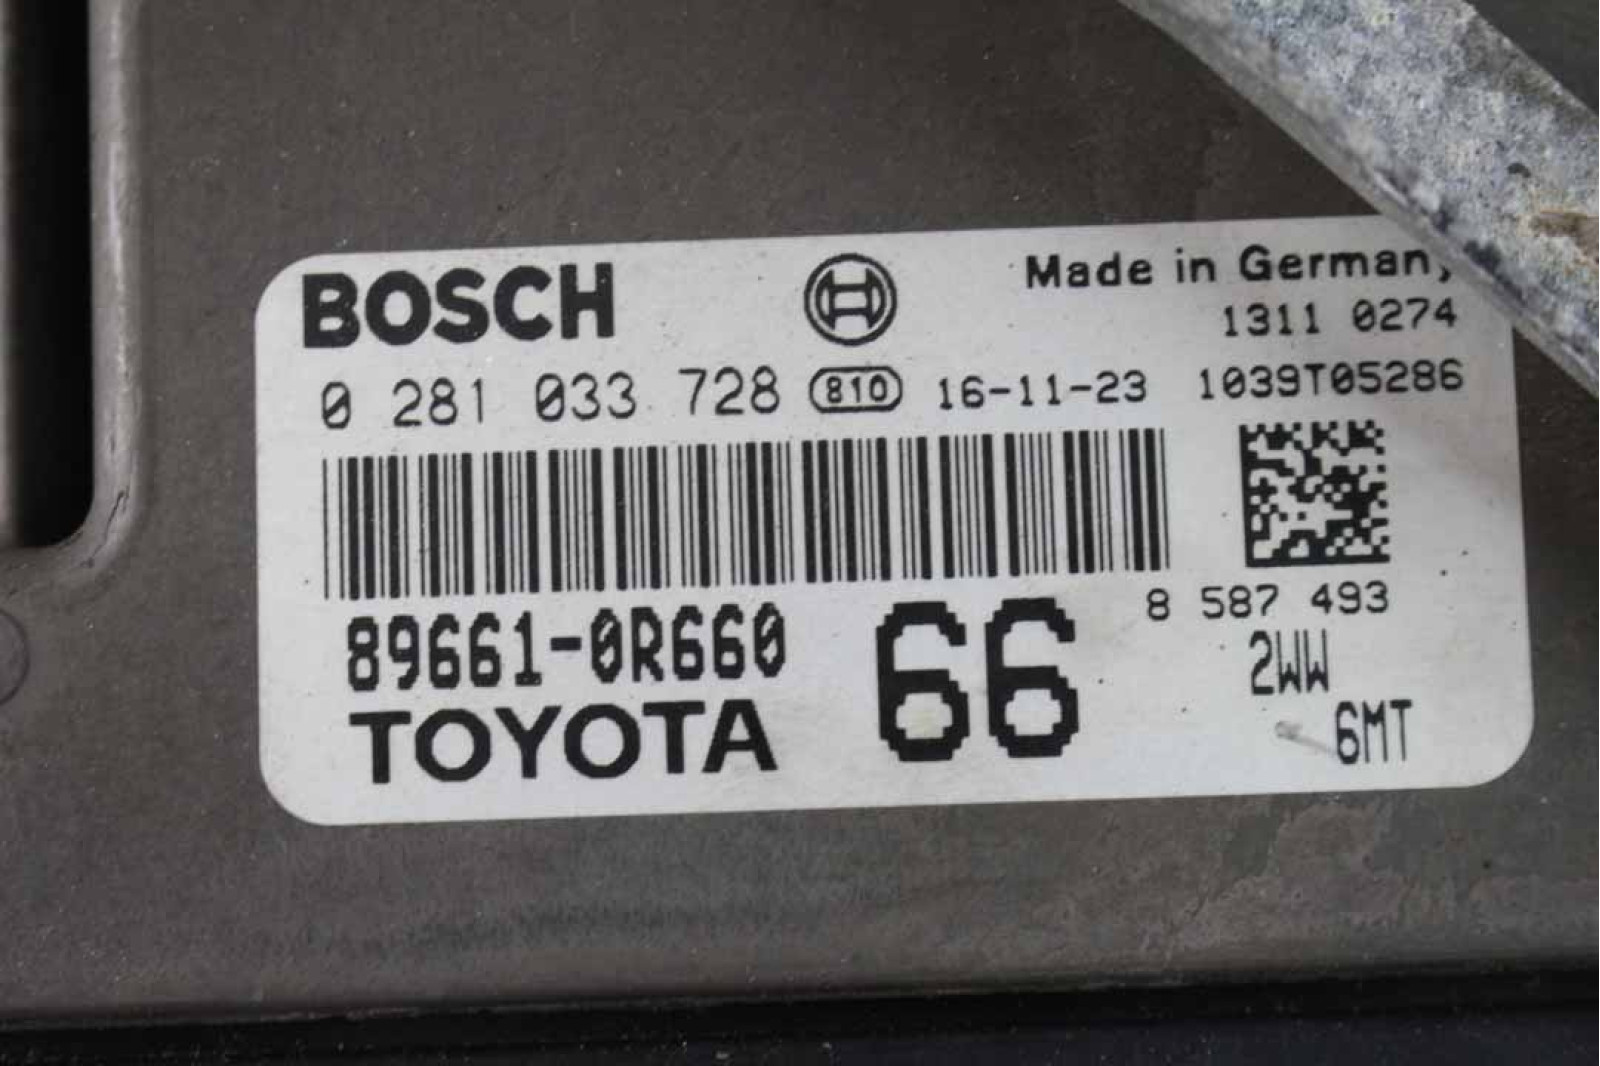 BOSCH
Made in Germany
1311 0274
0 281 033 728 810 16-11-23 1039T05286
8 587 493
89661-0R660 66 2WW
TOYOTA 6MT